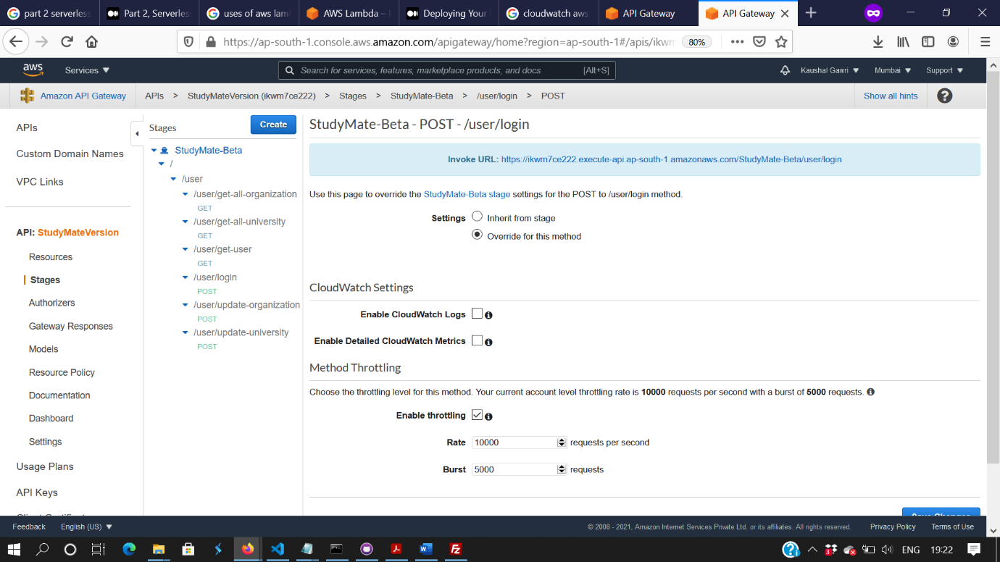 part 2 serverless
Part 2, Serverless
uses of aws lam
AWS Lambda –
Deploying Your
cloudwatch aws
API Gateway
API Gateway
https://ap-south-1.console.aws.amazon.com/apigateway/home?region=ap-south-1#/apis/ikwm
80%
aws
Services
Search for services, features, marketplace products, and docs
[Alt+S]
Kaushal Gawri
Mumbai
Support
Amazon API Gateway
APIs > StudyMateVersion (ikwm7ce222) > Stages > StudyMate-Beta > /user/login > POST
Show all hints
APIs
Custom Domain Names
VPC Links
API: StudyMateVersion
Resources
Stages
Authorizers
Gateway Responses
Models
Resource Policy
Documentation
Dashboard
Settings
Usage Plans
API Keys
Stages
Create
StudyMate-Beta
/
/user
/user/get-all-organization
GET
/user/get-all-university
GET
/user/get-user
GET
/user/login
POST
/user/update-organization
POST
/user/update-university
POST
StudyMate-Beta - POST - /user/login
Invoke URL: https://ikwm7ce222.execute-api.ap-south-1.amazonaws.com/StudyMate-Beta/user/login
Use this page to override the StudyMate-Beta stage settings for the POST to /user/login method.
Settings
Inherit from stage
Override for this method
CloudWatch Settings
Enable CloudWatch Logs
Enable Detailed CloudWatch Metrics
Method Throttling
Choose the throttling level for this method. Your current account level throttling rate is 10000 requests per second with a burst of 5000 requests.
Enable throttling
Rate 10000 requests per second
Burst 5000 requests
Save Changes
Feedback
English (US)
© 2008 - 2021, Amazon Internet Services Private Ltd. or its affiliates. All rights reserved.
Privacy Policy
Terms of Use
ENG
19:22